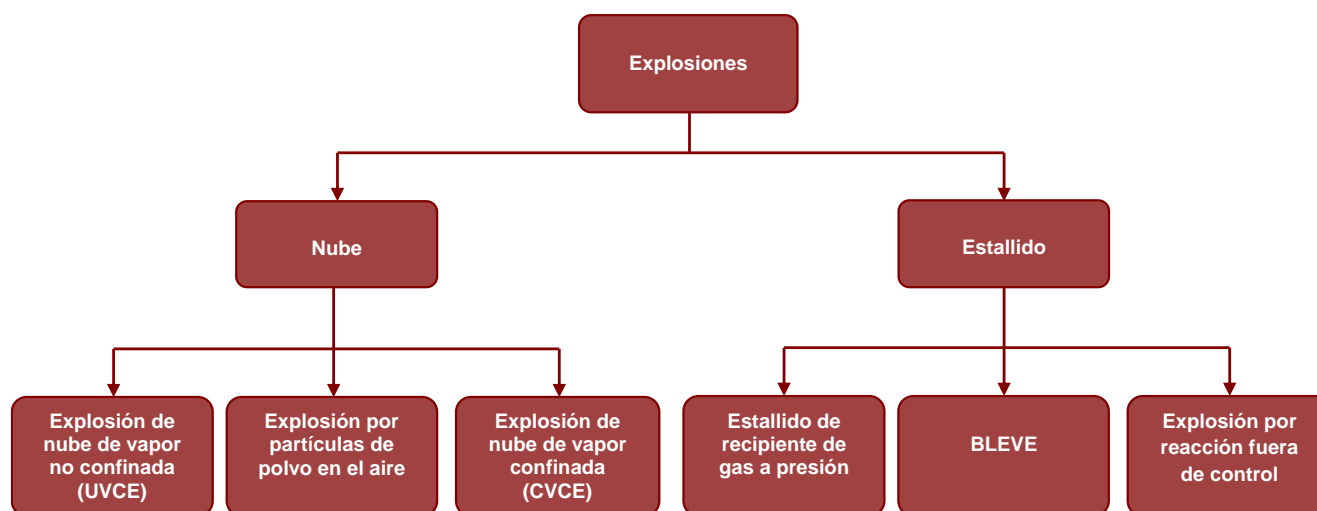 Explosiones
Nube
Estallido
Explosión de
nube de vapor
no confinada
(UVCE)
Explosión por
partículas de
polvo en el aire
Explosión de
nube de vapor
confinada
(CVCE)
Estallido de
recipiente de
gas a presión
BLEVE
Explosión por
reacción fuera
de control